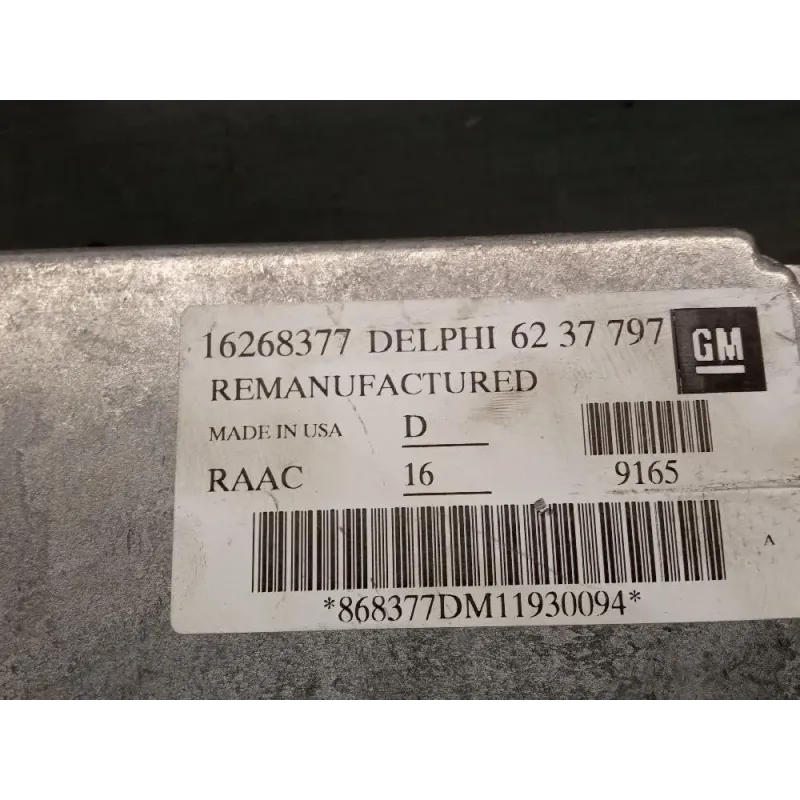 16268377 DELPHI 62 37 797 GM
REMANUFACTURED
MADE IN USA D
RAAC 16 9165
A
*868377DM11930094*